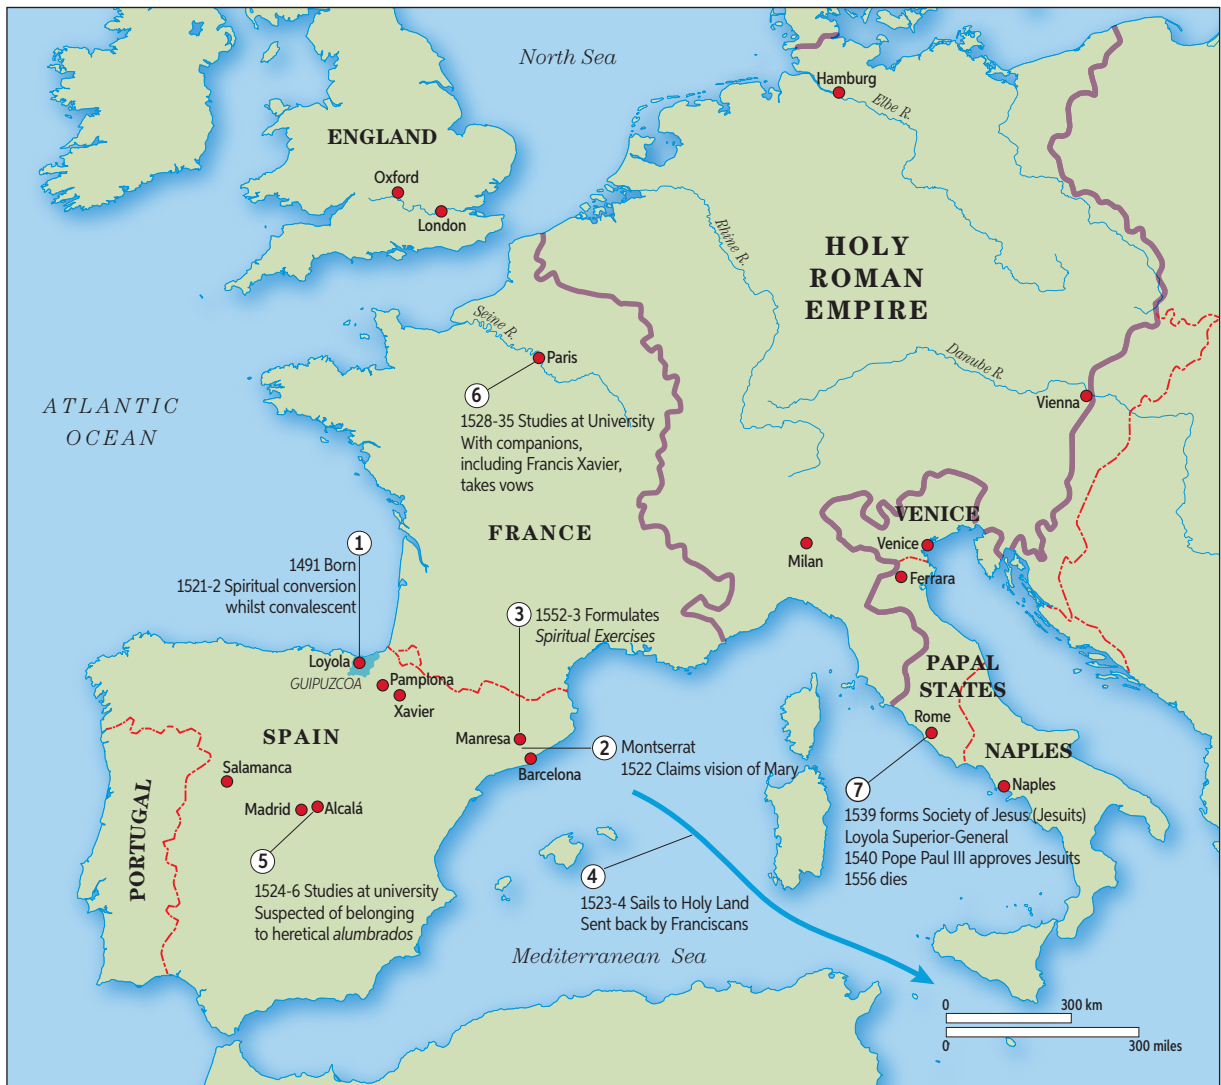 North Sea
Hamburg
Elbe R.
ENGLAND
Oxford
London
Rhine R.
HOLY
ROMAN
EMPIRE
Seine R.
Paris
Danube R.
Vienna
ATLANTIC
OCEAN
6
1528-35 Studies at University
With companions,
including Francis Xavier,
takes vows
FRANCE
VENICE
Venice
Milan
Ferrara
1
1491 Born
1521-2 Spiritual conversion
whilst convalescent
3
1552-3 Formulates
Spiritual Exercises
Loyola
GUIPUZCOA
Pamplona
Xavier
PAPAL
STATES
Rome
SPAIN
Manresa
2
Montserrat
1522 Claims vision of Mary
Barcelona
NAPLES
Naples
Salamanca
Madrid
Alcalá
PORTUGAL
7
1539 forms Society of Jesus (Jesuits)
Loyola Superior-General
1540 Pope Paul III approves Jesuits
1556 dies
5
1524-6 Studies at university
Suspected of belonging
to heretical alumbrados
4
1523-4 Sails to Holy Land
Sent back by Franciscans
Mediterranean Sea
0
300 km
0
300 miles